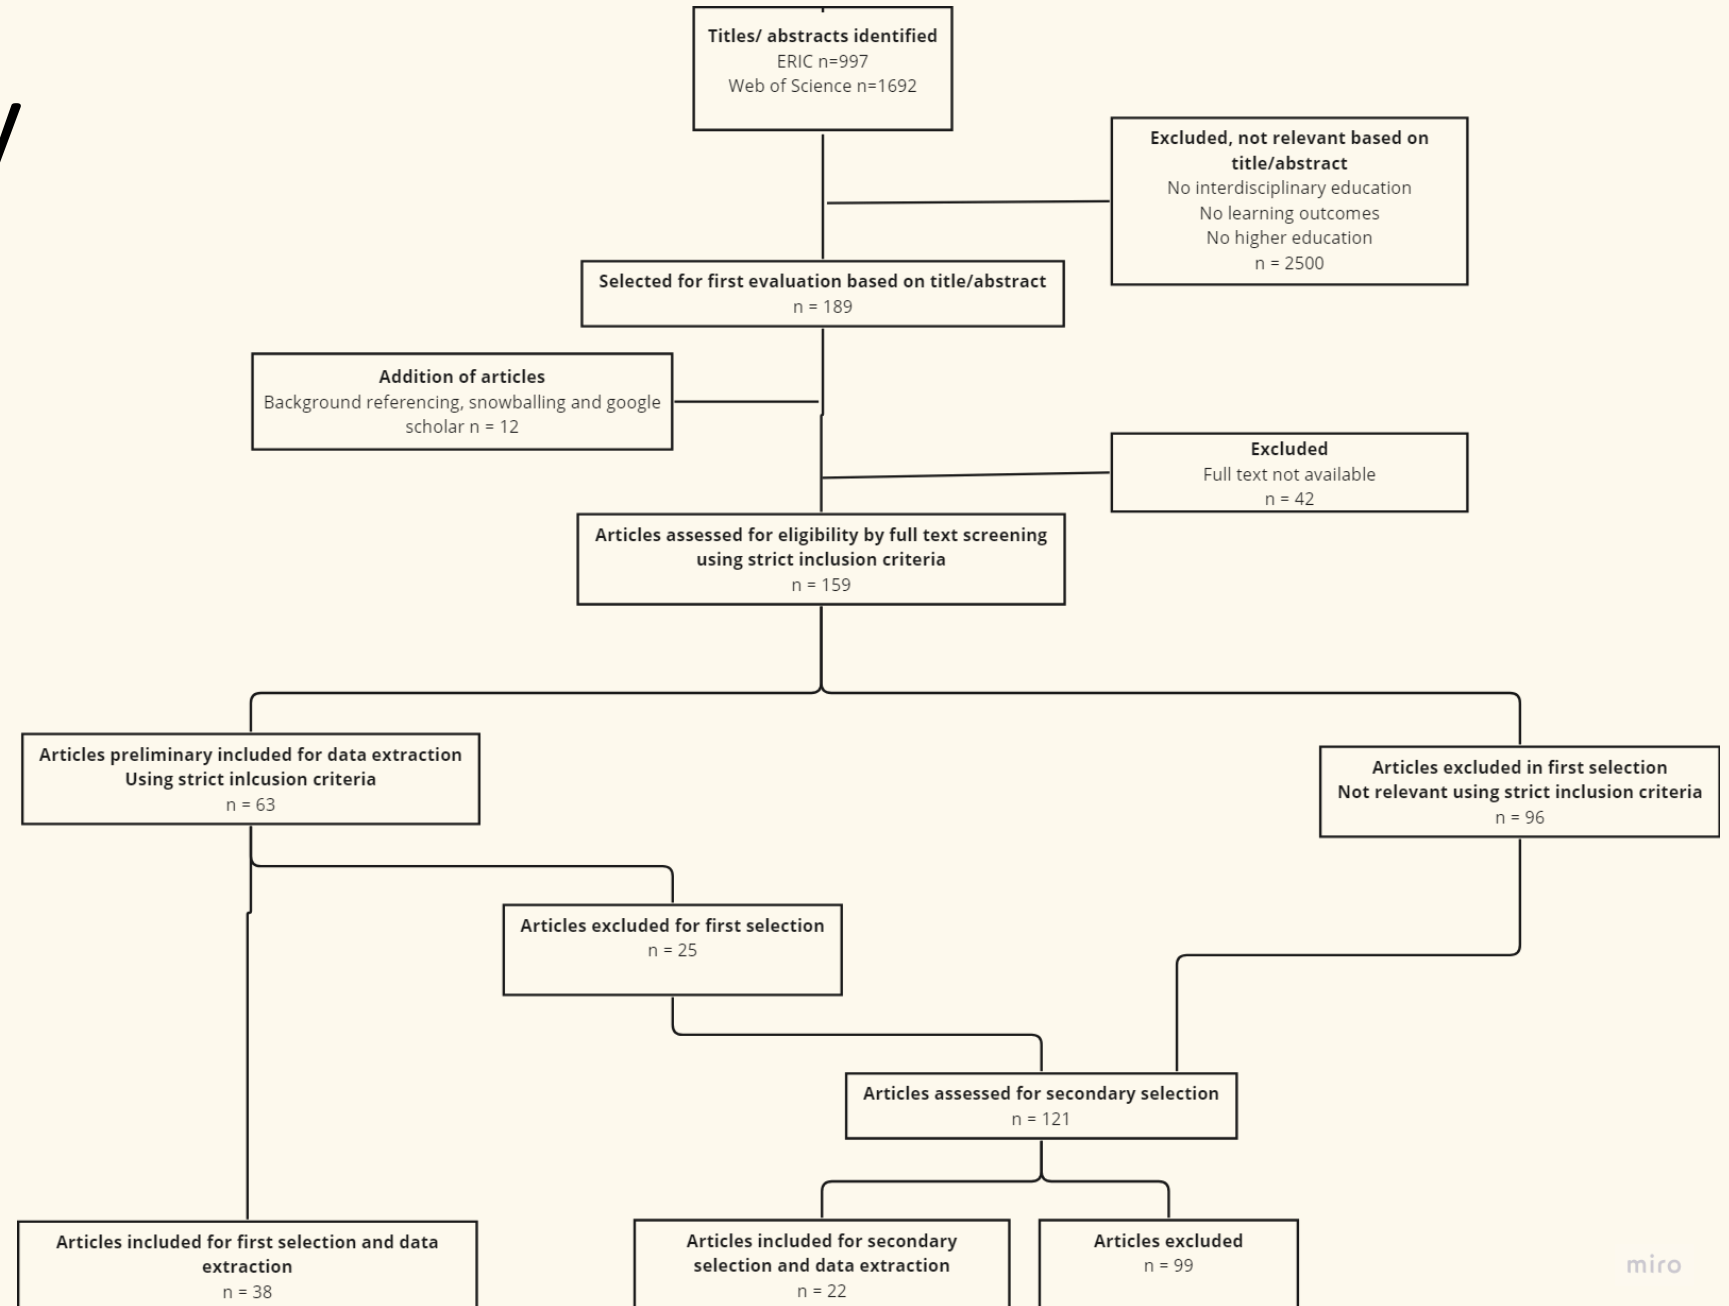 Titles/ abstracts identified
ERIC n=997
Web of Science n=1692
Excluded, not relevant based on
title/abstract
No interdisciplinary education
No learning outcomes
No higher education
n = 2500
Selected for first evaluation based on title/abstract
n = 189
Addition of articles
Background referencing, snowballing and google
scholar n = 12
Excluded
Full text not available
n = 42
Articles assessed for eligibility by full text screening
using strict inclusion criteria
n = 159
Articles preliminary included for data extraction
Using strict inlcusion criteria
n = 63
Articles excluded in first selection
Not relevant using strict inclusion criteria
n = 96
Articles excluded for first selection
n = 25
Articles assessed for secondary selection
n = 121
Articles included for first selection and data
extraction
n = 38
Articles included for secondary
selection and data extraction
n = 22
Articles excluded
n = 99
miro